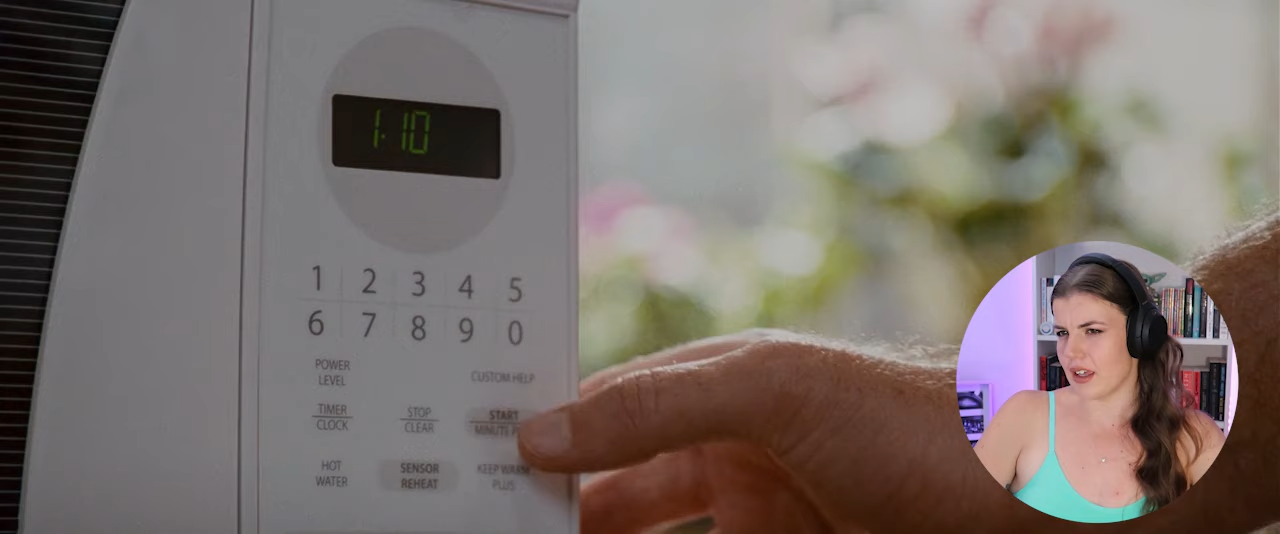 1:10
1 2 3 4 5
6 7 8 9 0
POWER LEVEL
CUSTOM HELP
TIMER CLOCK
STOP CLEAR
START MINUTE
HOT WATER
SENSOR REHEAT
KEEP WARM PLUS